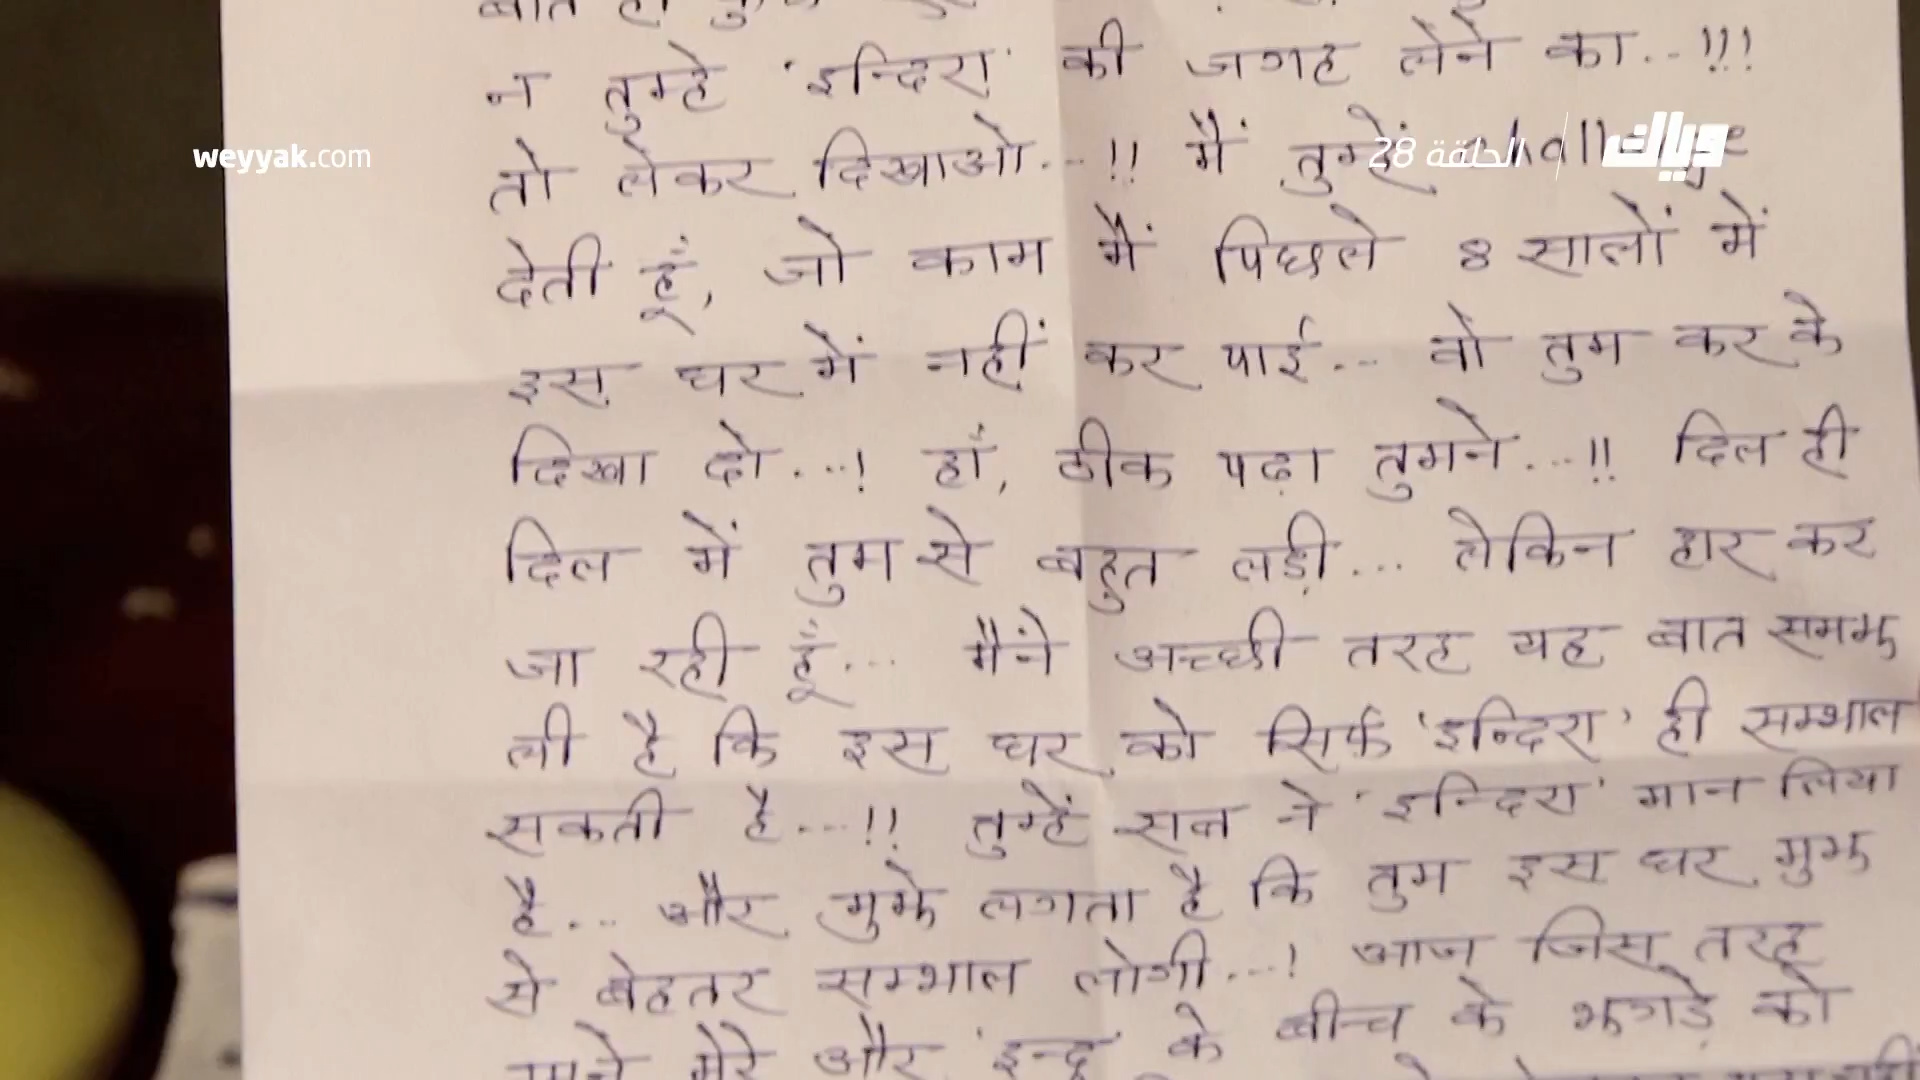 न तुम्हे 'इन्दिरा' की जगह लेने का...!!!
weyyak.com
الحلقة 28
وياك
तो लेकर दिखाओ...!! मैं तुम्हें challenge
देती हूँ, जो काम मैं पिछले 8 सालों में
इस घर में नहीं कर पाई... वो तुम कर के
दिखा दो...! हाँ, ठीक पढ़ा तुमने...!! दिल ही
दिल में तुम से बहुत लड़ी... लेकिन हार कर
जा रही हूँ... मैंने अच्छी तरह यह बात समझ
ली है कि इस घर को सिर्फ 'इन्दिरा' ही सम्भाल
सकती है...!! तुम्हें सब ने 'इन्दिरा' मान लिया
है... और मुझे लगता है कि तुम इस घर मुझ
से बेहतर सम्भाल लोगी...! आज जिस तरह
मेरे और इन्दू के बीच के झगड़े को